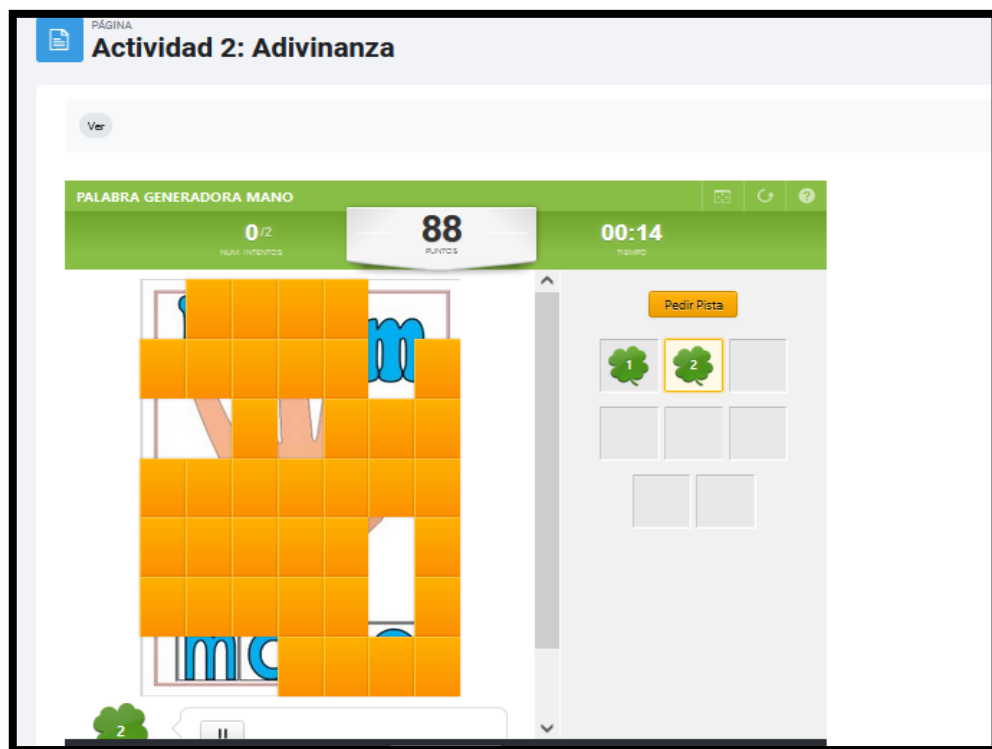 PÁGINA
Actividad 2: Adivinanza
Ver
PALABRA GENERADORA MANO
0/2
NUM. INTENTOS
88
PUNTOS
00:14
TIEMPO
Pedir Pista
1 2
m
2